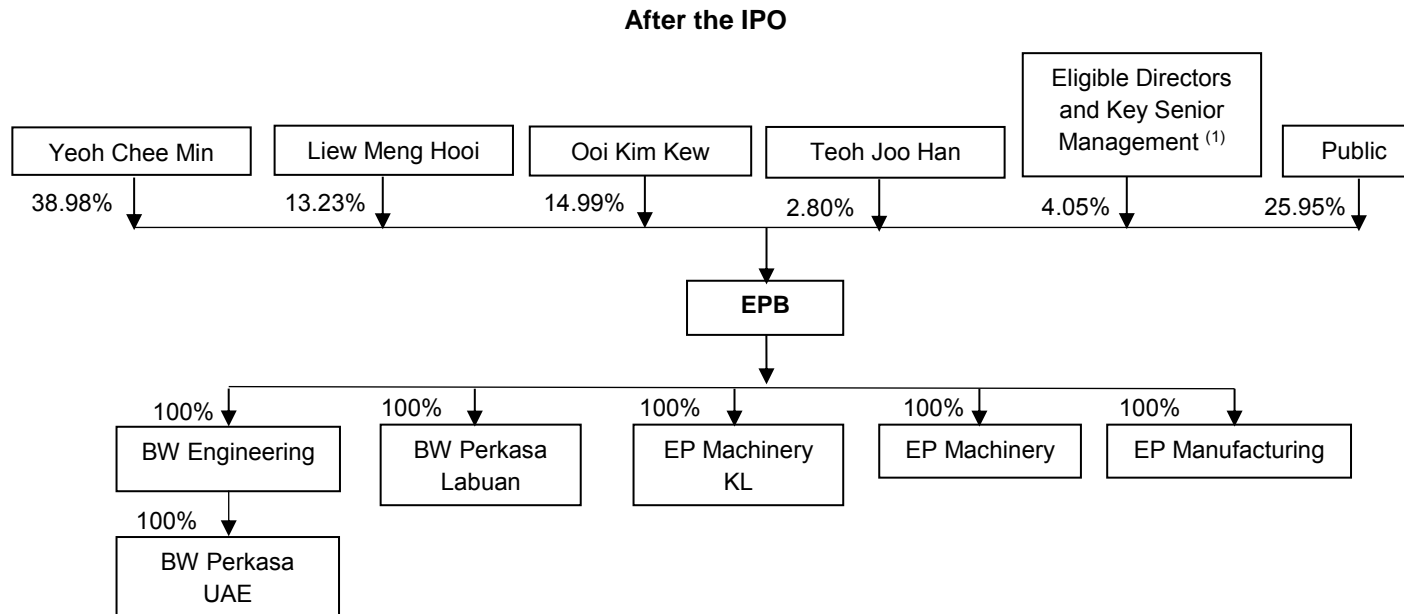 After the IPO
Yeoh Chee Min
Liew Meng Hooi
Ooi Kim Kew
Teoh Joo Han
Eligible Directors
and Key Senior
Management (1)
Public
38.98%
13.23%
14.99%
2.80%
4.05%
25.95%
EPB
100%
100%
100%
100%
100%
BW Engineering
BW Perkasa
Labuan
EP Machinery
KL
EP Machinery
EP Manufacturing
100%
BW Perkasa
UAE